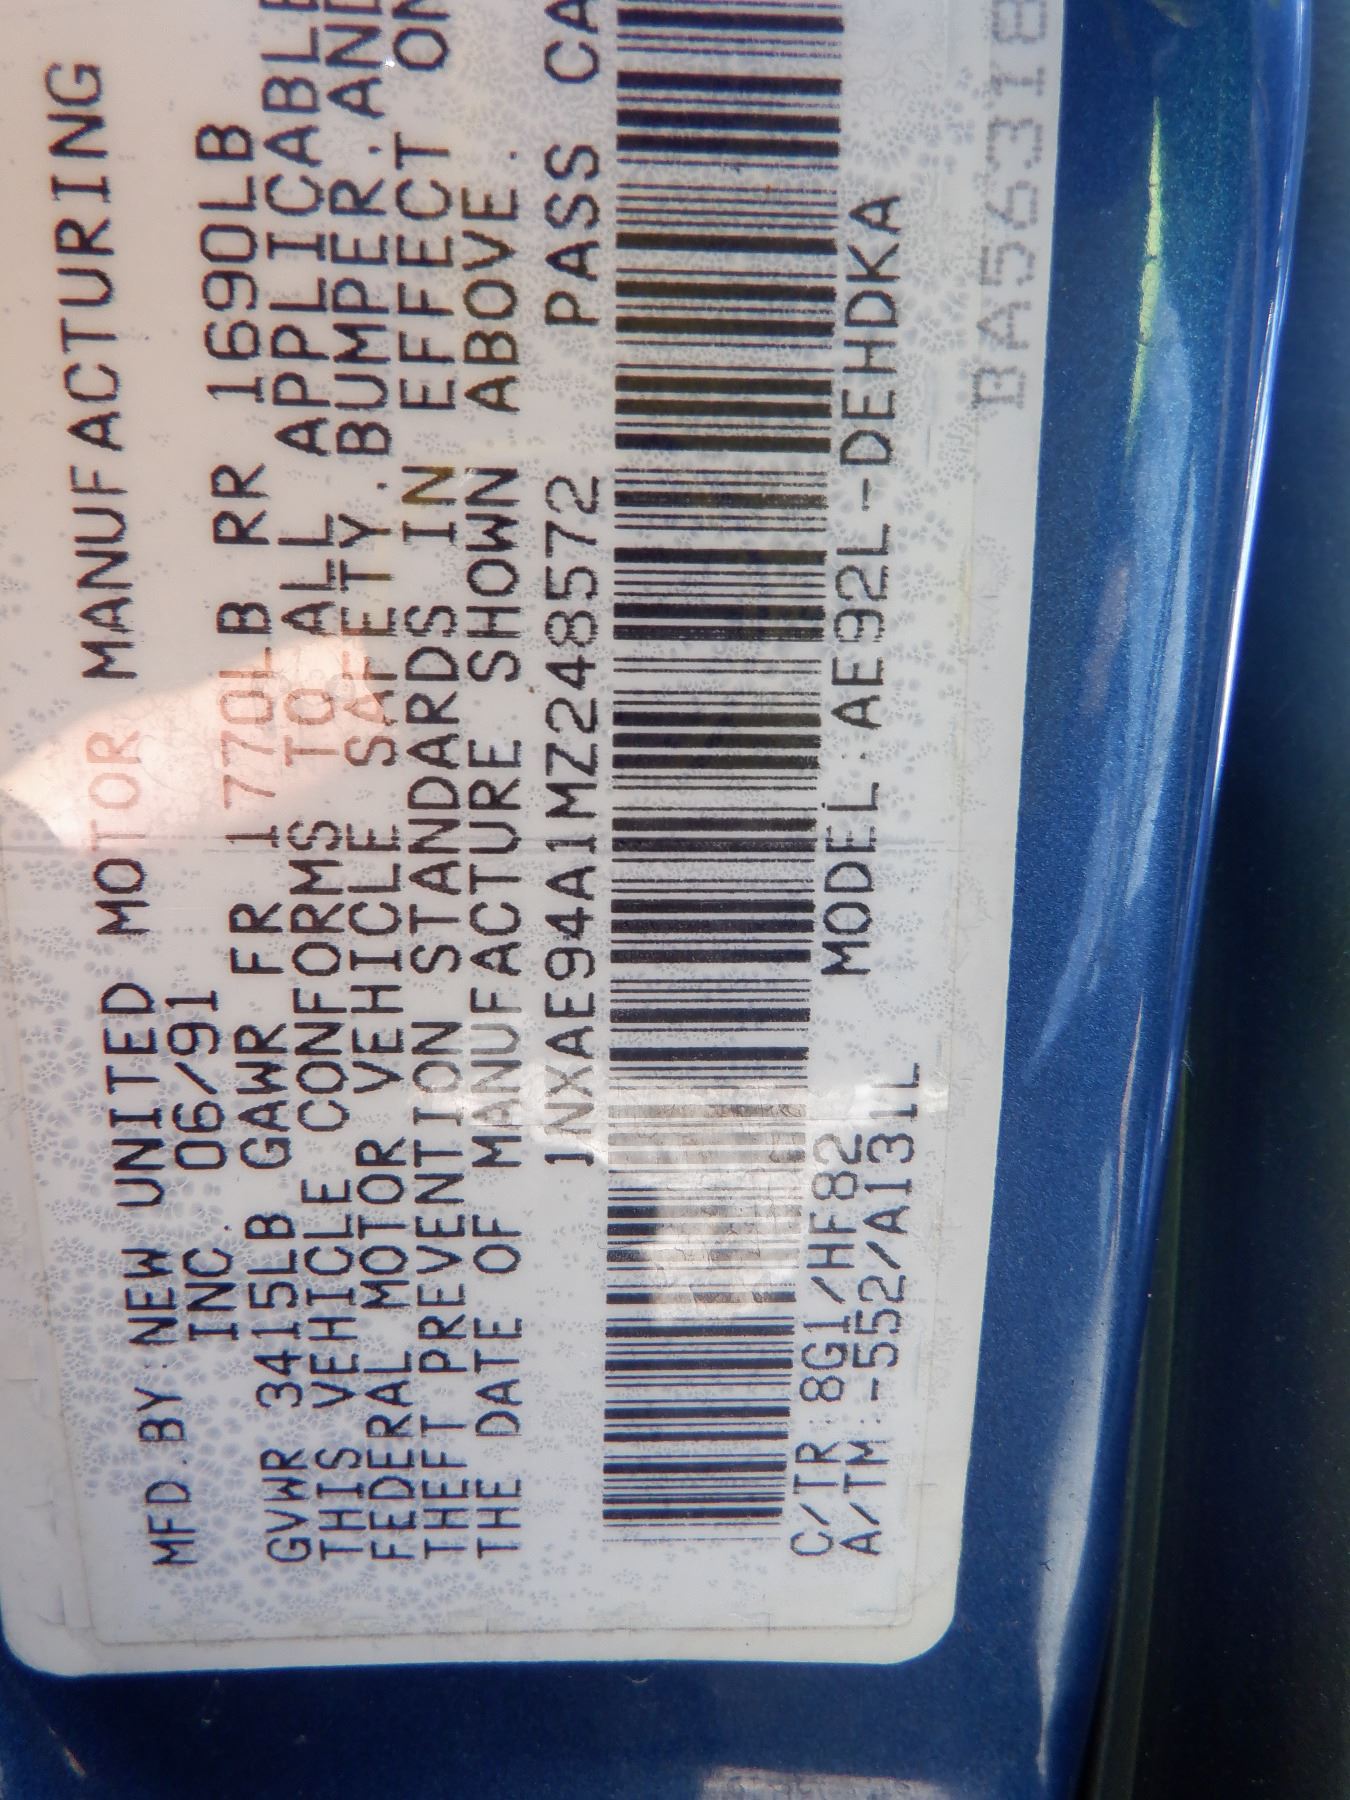 MFD.BY:NEW UNITED MOTOR MANUFACTURING
INC. 06/91
GVWR 3415LB GAWR FR 1770LB RR 1690LB
THIS VEHICLE CONFORMS TO ALL APPLICABLE
FEDERAL MOTOR VEHICLE SAFETY.BUMPER.AND
THEFT PREVENTION STANDARDS IN EFFECT ON
THE DATE OF MANUFACTURE SHOWN ABOVE.
1NXAE94A1MZ248572 PASS CA
C/TR:8G1/HF82 MODEL:AE92L-DEHDKA
A/TM:-552/A131L
BA56318